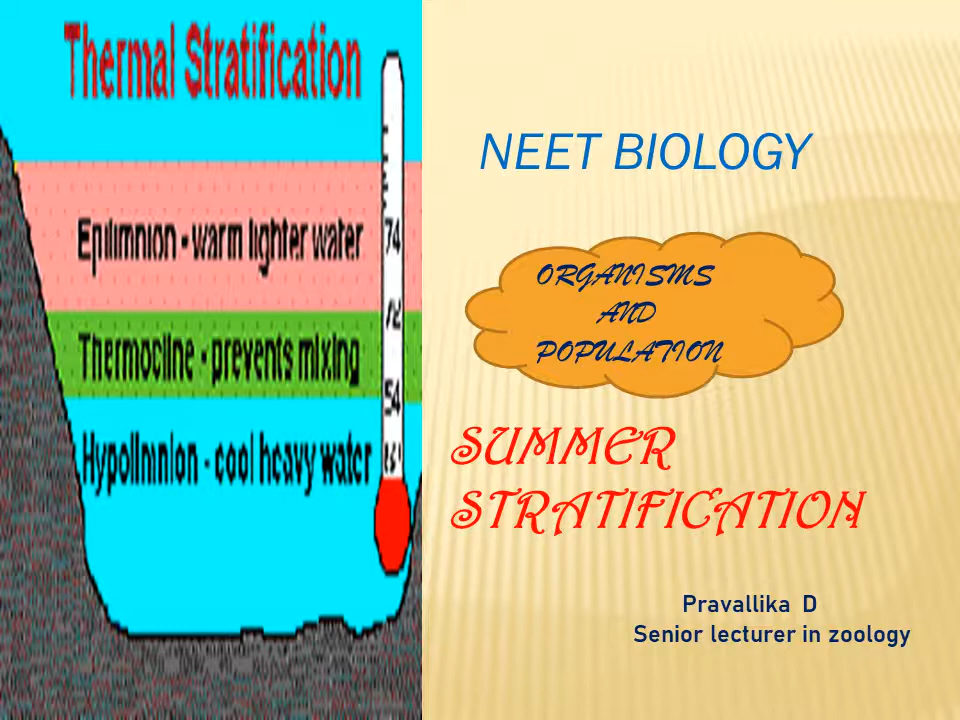 Thermal Stratification
Epilimnion - warm lighter water
74
Thermocline - prevents mixing
54
Hypolimnion - cool heavy water
NEET BIOLOGY
ORGANISMS
AND
POPULATION
SUMMER
STRATIFICATION
Pravallika D
Senior lecturer in zoology